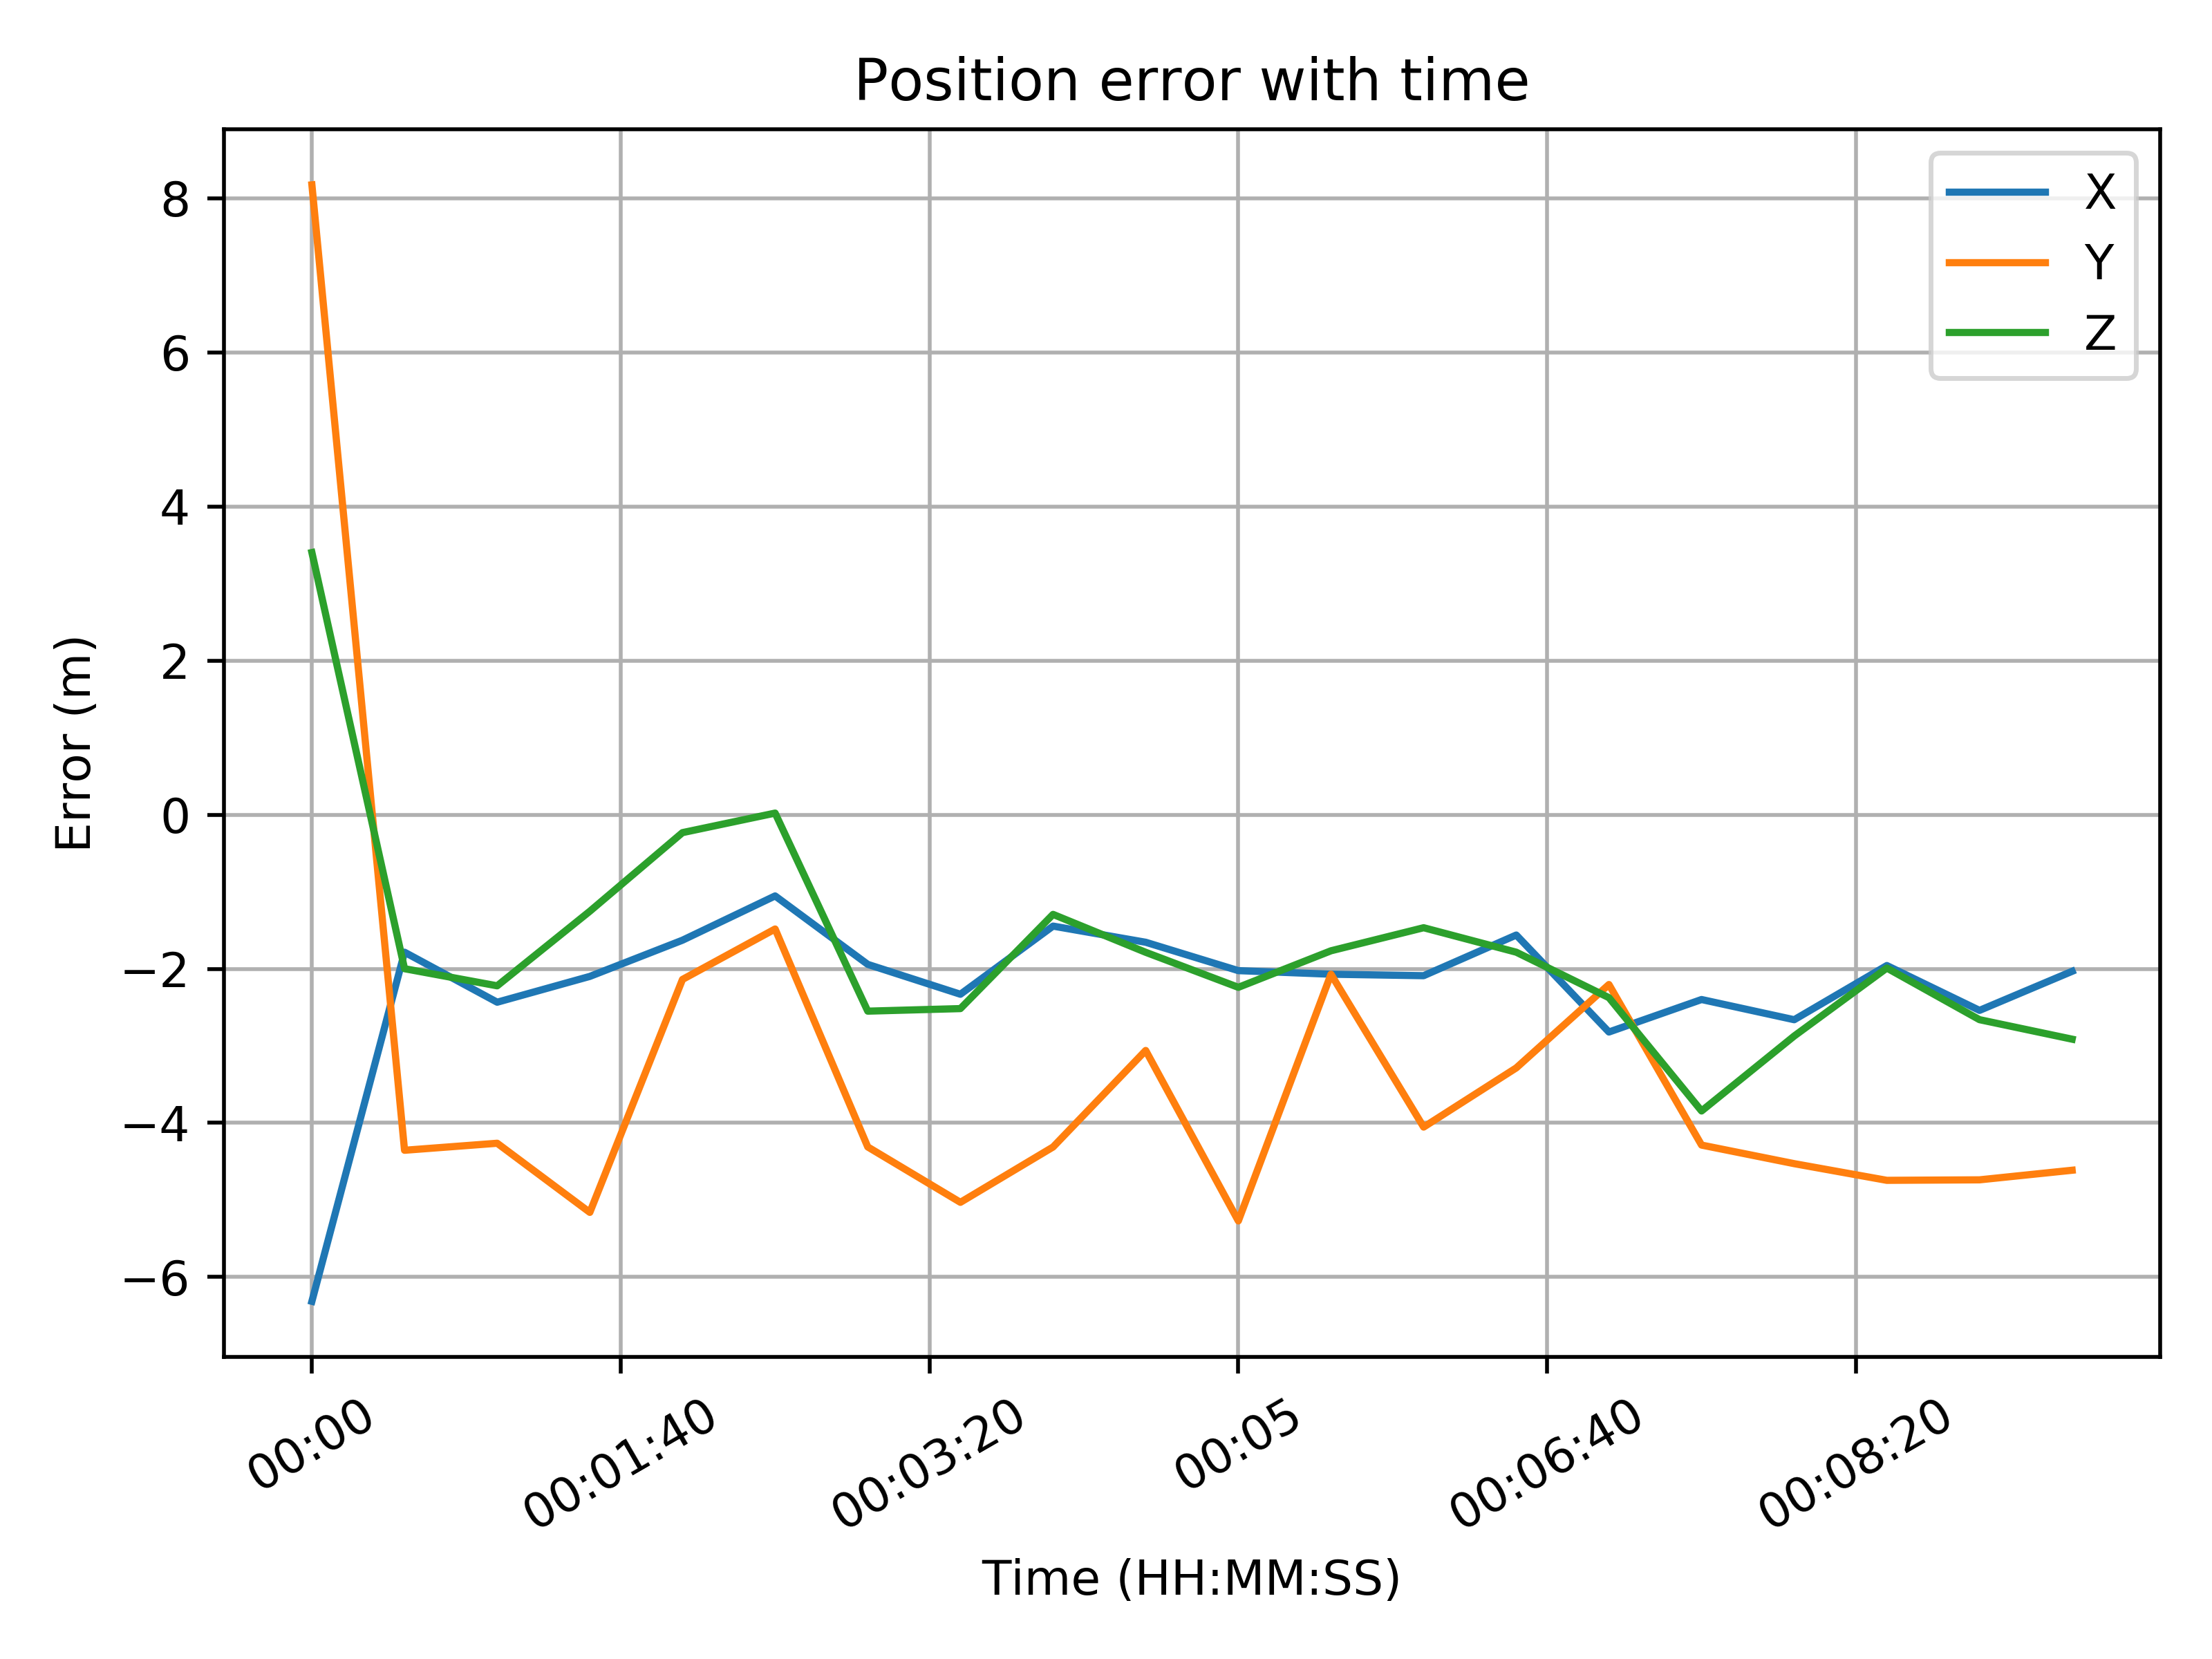 Position error with time
X
Y
Z
8
6
4
2
0
−2
−4
−6
Error (m)
00:00
00:01:40
00:03:20
00:05
00:06:40
00:08:20
Time (HH:MM:SS)